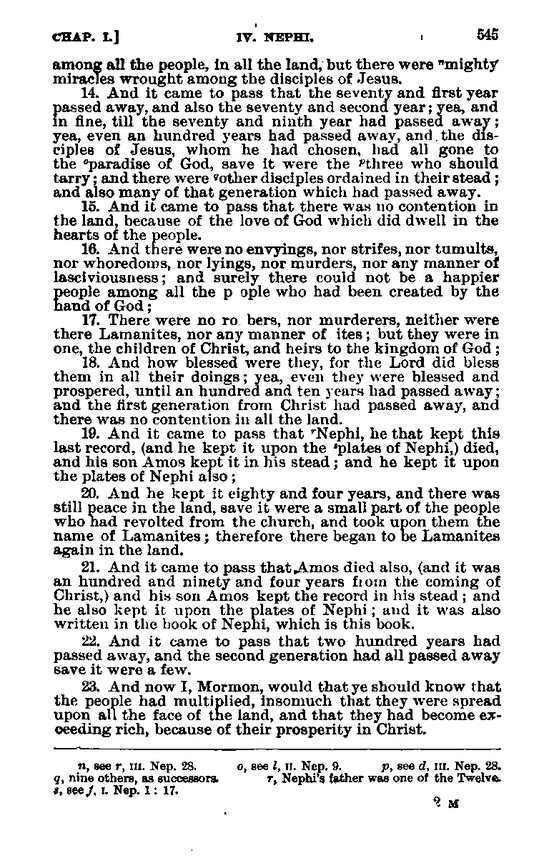 CHAP. I.] IV. NEPHI. 545
among all the people, in all the land, but there were ⁿmighty
miracles wrought among the disciples of Jesus.
14. And it came to pass that the seventy and first year
passed away, and also the seventy and second year; yea, and
in fine, till the seventy and ninth year had passed away;
yea, even an hundred years had passed away, and the dis-
ciples of Jesus, whom he had chosen, had all gone to
the ᵒparadise of God, save it were the ᵖthree who should
tarry; and there were ᑫother disciples ordained in their stead;
and also many of that generation which had passed away.
15. And it came to pass that there was no contention in
the land, because of the love of God which did dwell in the
hearts of the people.
16. And there were no envyings, nor strifes, nor tumults,
nor whoredoms, nor lyings, nor murders, nor any manner of
lasciviousness; and surely there could not be a happier
people among all the p ople who had been created by the
hand of God;
17. There were no ro bers, nor murderers, neither were
there Lamanites, nor any manner of ites; but they were in
one, the children of Christ, and heirs to the kingdom of God;
18. And how blessed were they, for the Lord did bless
them in all their doings; yea, even they were blessed and
prospered, until an hundred and ten years had passed away;
and the first generation from Christ had passed away, and
there was no contention in all the land.
19. And it came to pass that ʳNephi, he that kept this
last record, (and he kept it upon the ˢplates of Nephi,) died,
and his son Amos kept it in his stead; and he kept it upon
the plates of Nephi also;
20. And he kept it eighty and four years, and there was
still peace in the land, save it were a small part of the people
who had revolted from the church, and took upon them the
name of Lamanites; therefore there began to be Lamanites
again in the land.
21. And it came to pass that Amos died also, (and it was
an hundred and ninety and four years from the coming of
Christ,) and his son Amos kept the record in his stead; and
he also kept it upon the plates of Nephi; and it was also
written in the book of Nephi, which is this book.
22. And it came to pass that two hundred years had
passed away, and the second generation had all passed away
save it were a few.
23. And now I, Mormon, would that ye should know that
the people had multiplied, insomuch that they were spread
upon all the face of the land, and that they had become ex-
ceeding rich, because of their prosperity in Christ.
n, see r, III. Nep. 28. o, see l, II. Nep. 9. p, see d, III. Nep. 28.
q, nine others, as successors. r, Nephi's father was one of the Twelve.
s, see f, I. Nep. 1: 17.
2 M